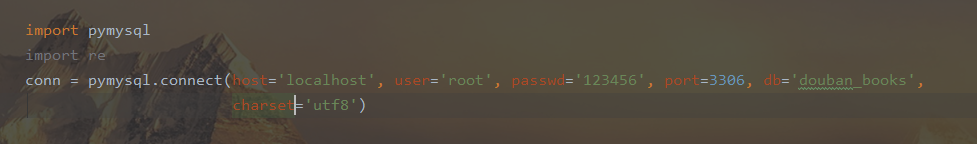 import pymysql
import re
conn = pymysql.connect(host='localhost', user='root', passwd='123456', port=3306, db='douban_books',
charset='utf8')